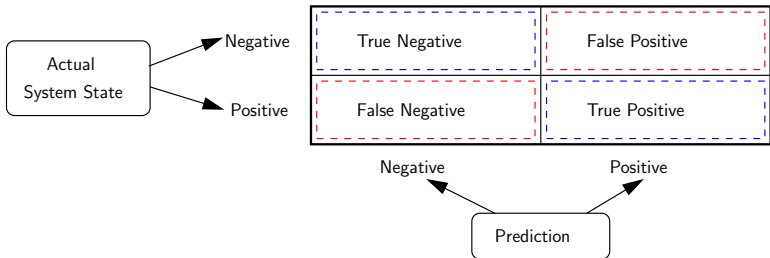 Actual
System State
Negative
Positive
True Negative
False Positive
False Negative
True Positive
Negative
Positive
Prediction